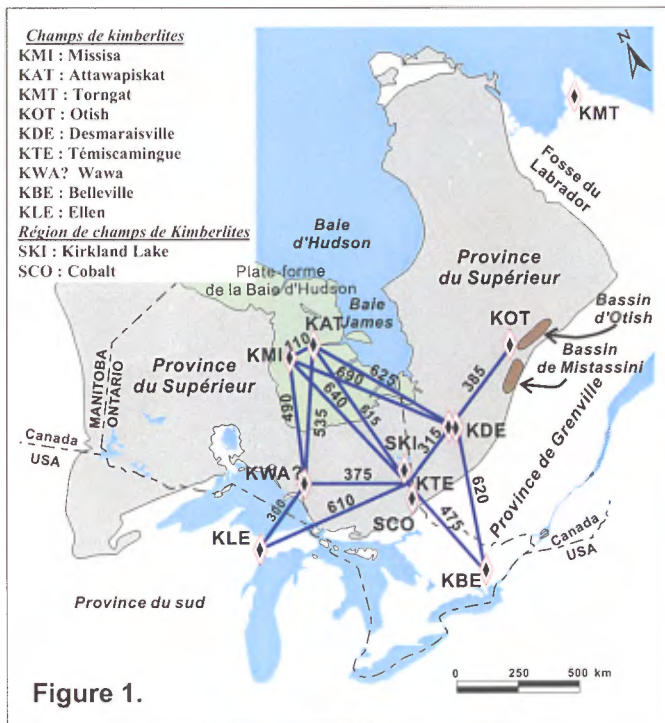 Champs de kimberlites
KMI : Missisa
KAT : Attawapiskat
KMT : Torngat
KOT : Otish
KDE : Desmaraisville
KTE : Témiscamingue
KWA? Wawa
KBE : Belleville
KLE : Ellen
Région de champs de Kimberlites
SKI : Kirkland Lake
SCO : Cobalt
N
KMT
Fosse du
Labrador
Baie
d'Hudson
Province
du Supérieur
Plate-forme
de la Baie d'Hudson
Baie
James
KOT
Bassin
d'Otish
Bassin
de Mistassini
KAT
110
KMI
Province
du Supérieur
MANITOBA
ONTARIO
625
690
640
615
490
535
385
315
KDE
SKI
Canada
USA
KWA?
375
KTE
620
Province de Grenville
SCO
475
610
360
KLE
KBE
Canada
USA
Province du sud
0 250 500 km
Figure 1.